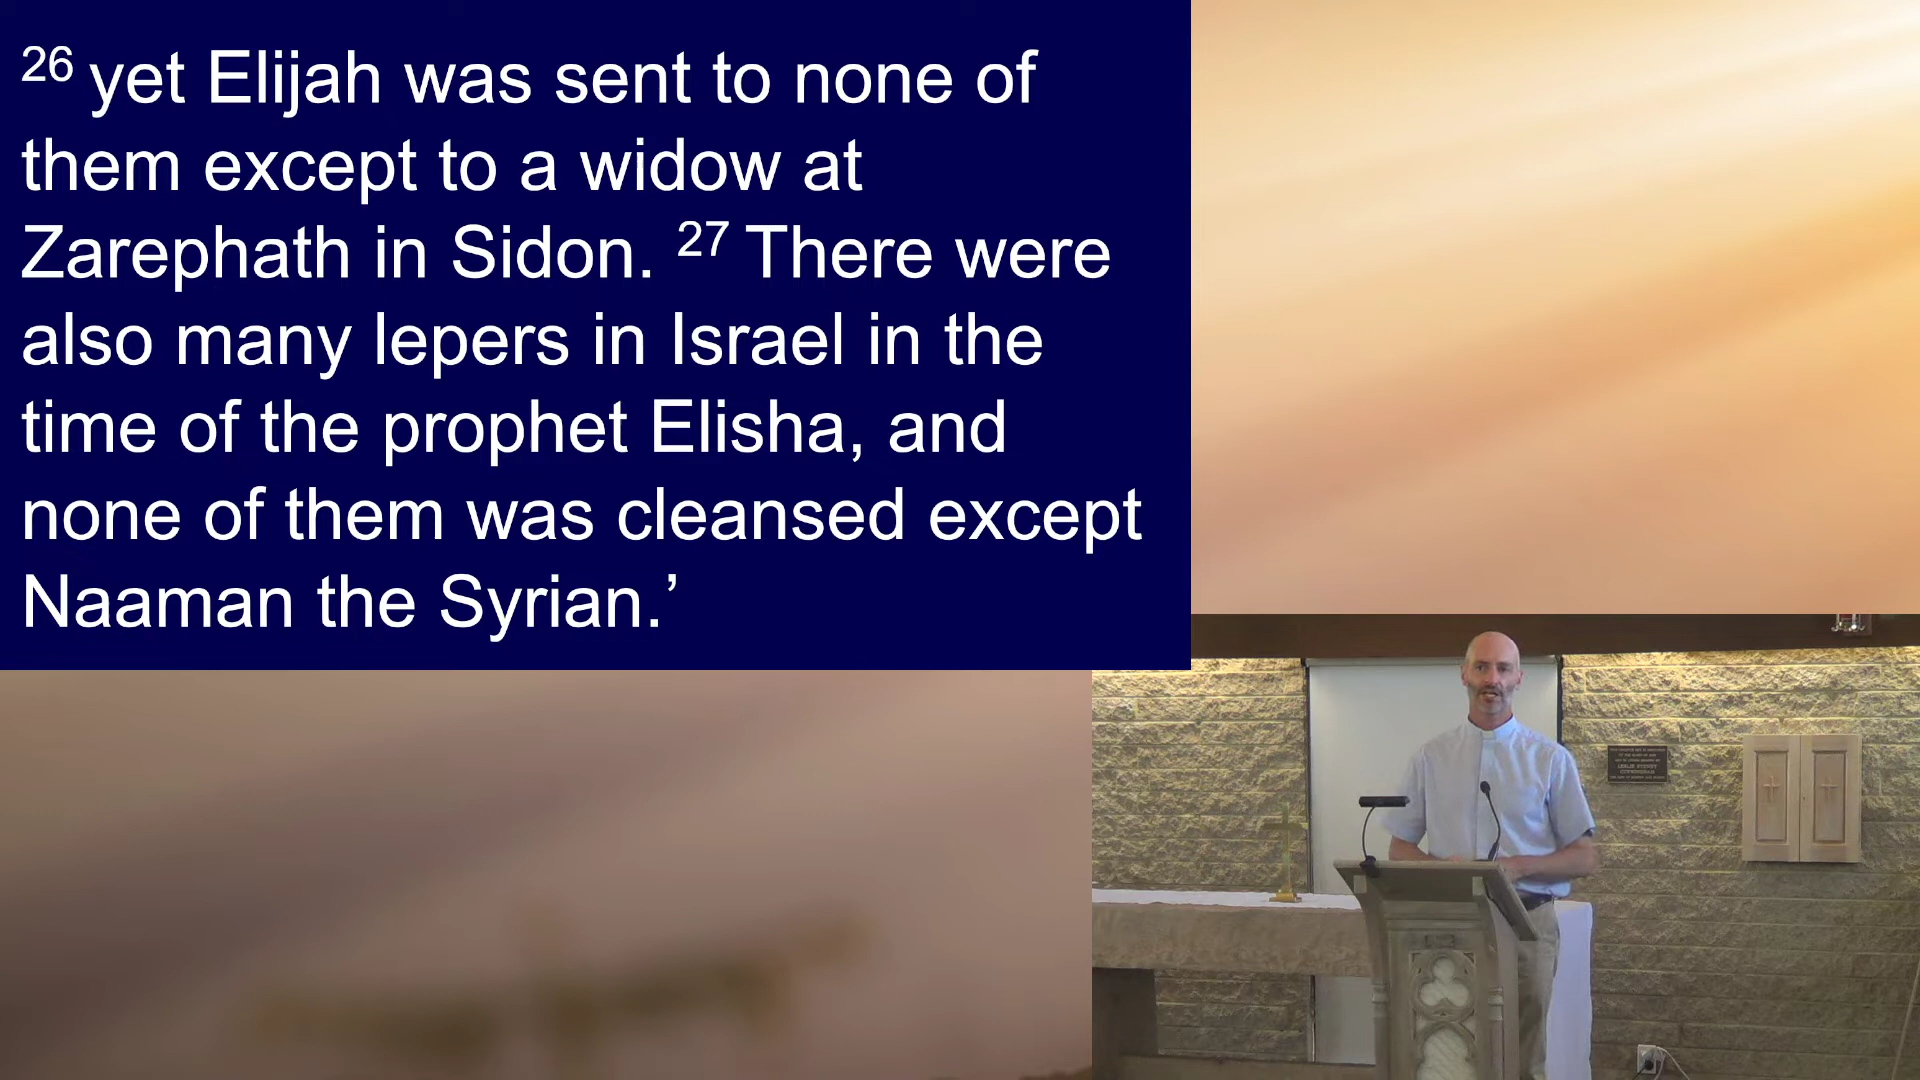 26 yet Elijah was sent to none of
them except to a widow at
Zarephath in Sidon. 27 There were
also many lepers in Israel in the
time of the prophet Elisha, and
none of them was cleansed except
Naaman the Syrian.’
LESLIE SYDNEY